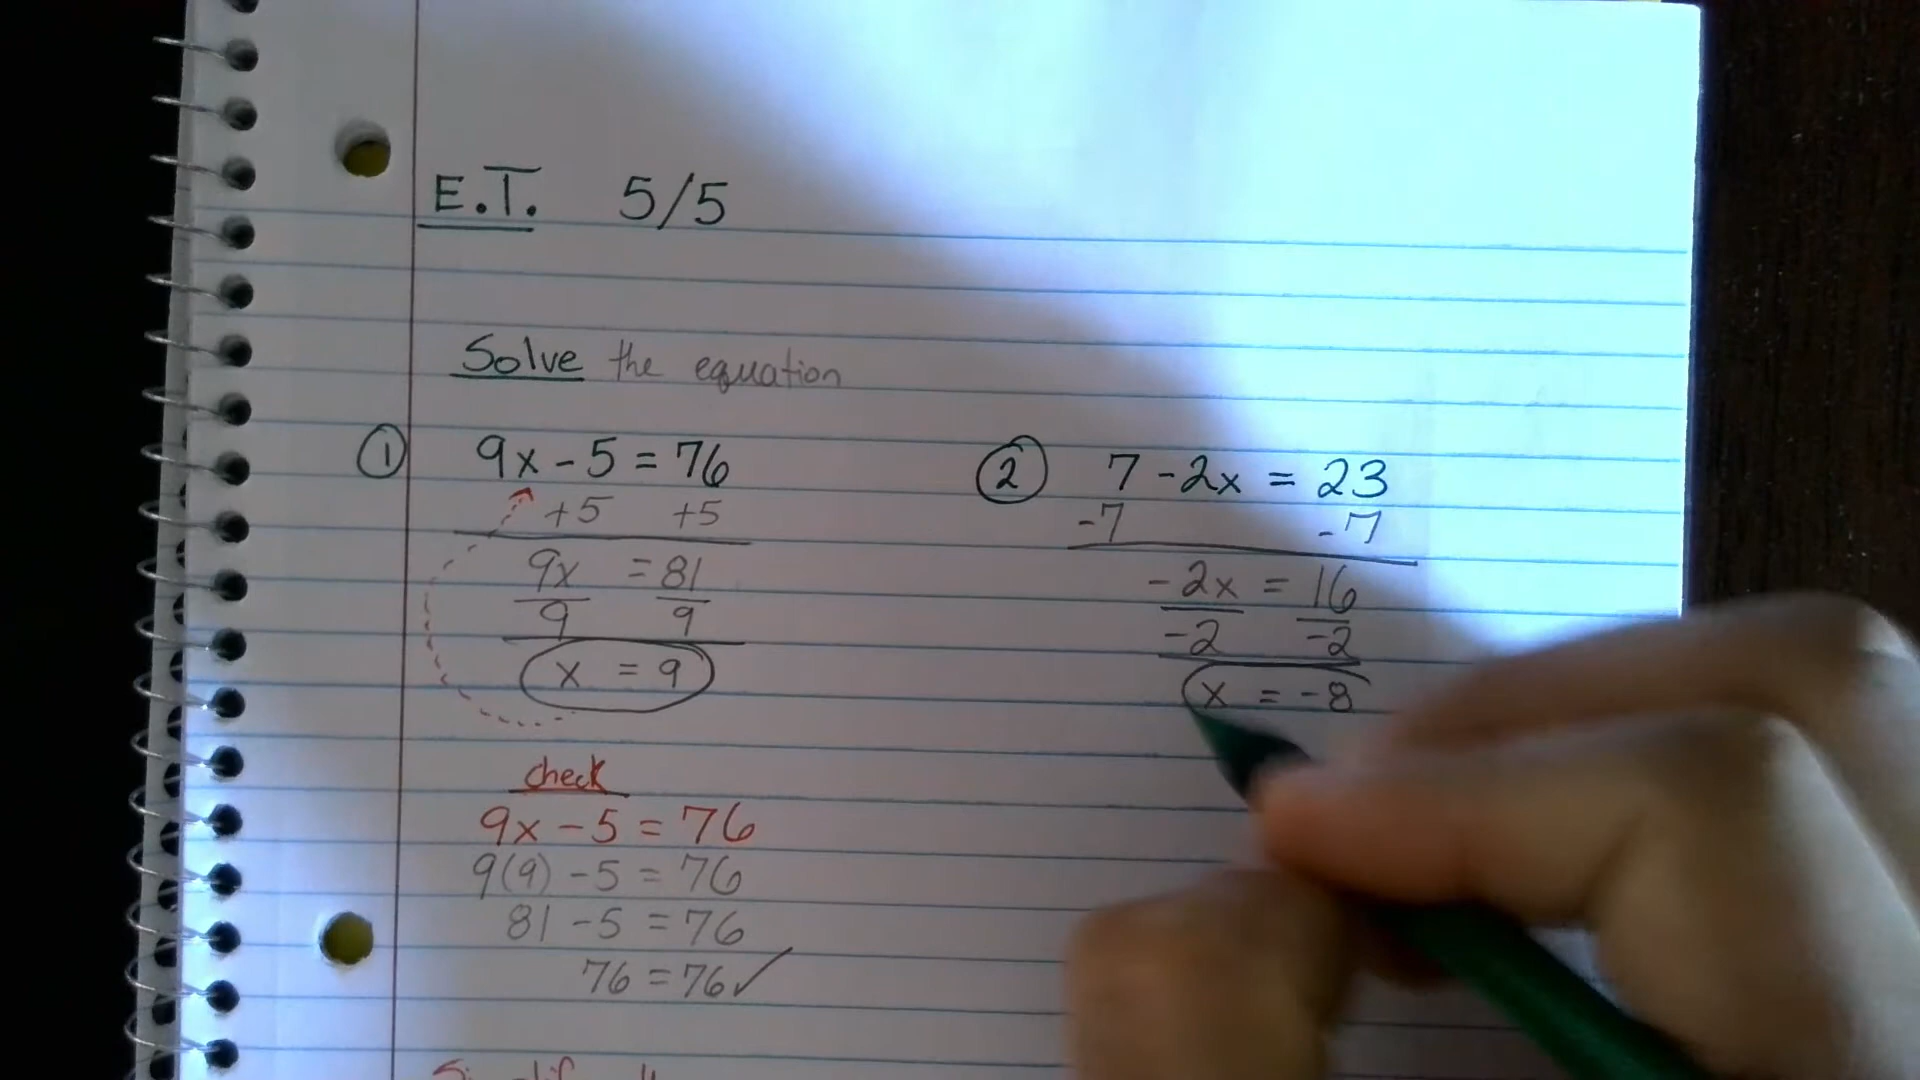 E.T. 5/5
Solve the equation
① 9x - 5 = 76
+5 +5
9x = 81
9 9
x = 9
check
9x - 5 = 76
9(9) - 5 = 76
81 - 5 = 76
76 = 76 ✓
② 7 - 2x = 23
-7 -7
-2x = 16
-2 -2
x = -8